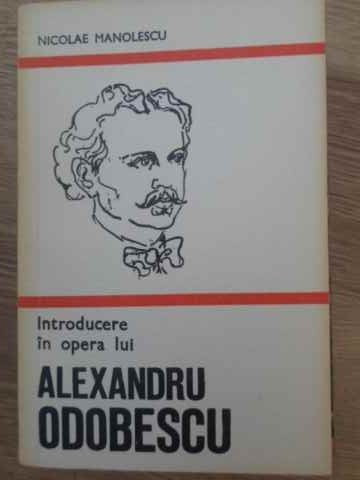 NICOLAE MANOLESCU
Introducere
în opera lui
ALEXANDRU
ODOBESCU